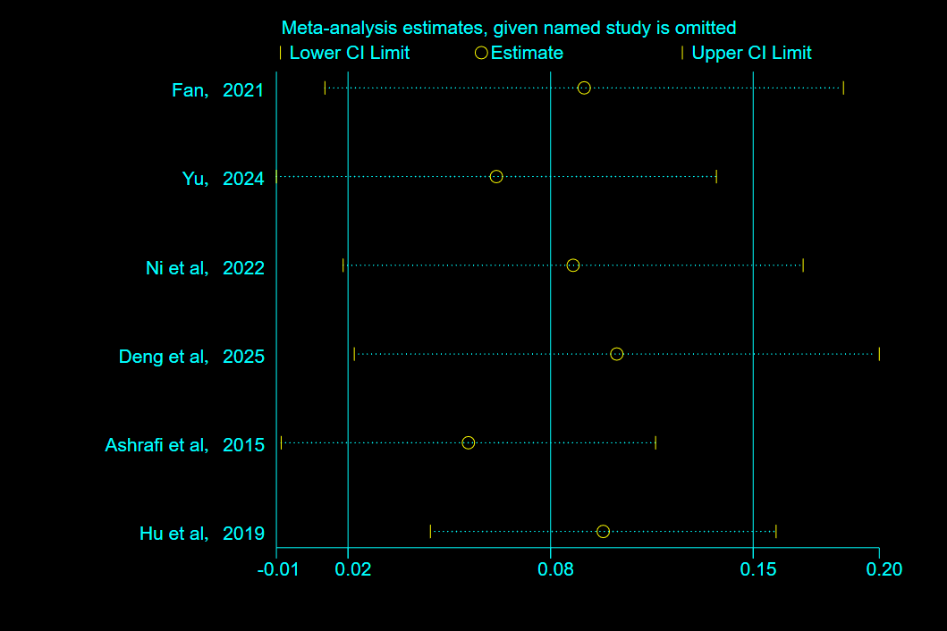 Meta-analysis estimates, given named study is omitted
Lower CI Limit Estimate Upper CI Limit
Fan, 2021
Yu, 2024
Ni et al, 2022
Deng et al, 2025
Ashrafi et al, 2015
Hu et al, 2019
-0.01 0.02 0.08 0.15 0.20